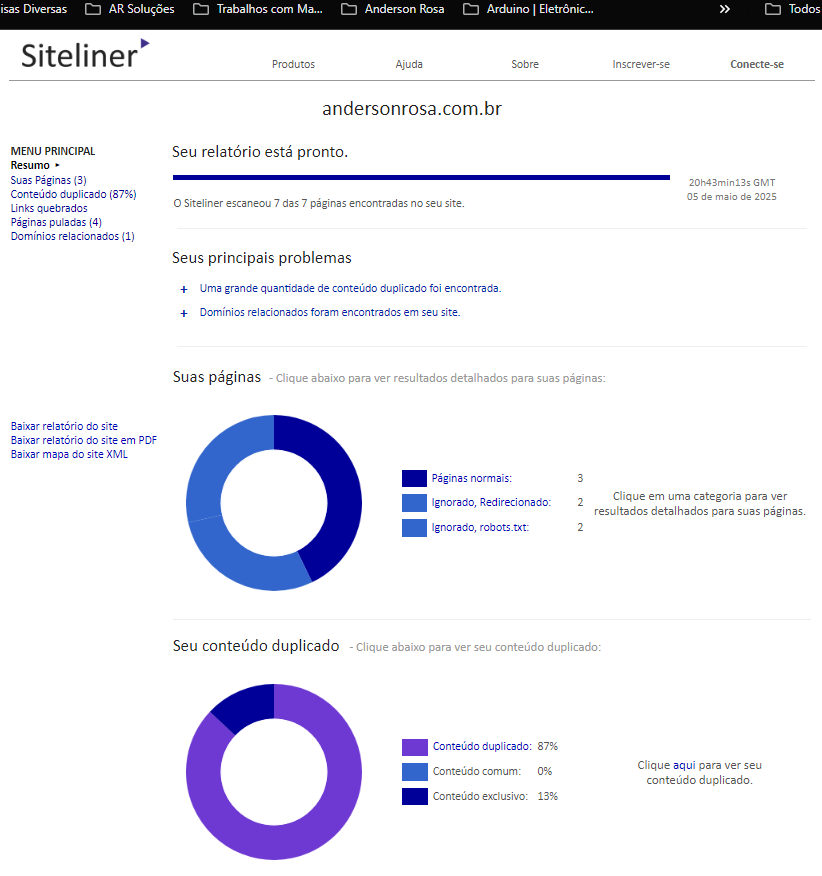 isas Diversas
AR Soluções
Trabalhos com Ma...
Anderson Rosa
Arduino | Eletrônic...
»
Todos
Siteliner
Produtos
Ajuda
Sobre
Inscrever-se
Conecte-se
andersonrosa.com.br
MENU PRINCIPAL
Resumo
Suas Páginas (3)
Conteúdo duplicado (87%)
Links quebrados
Páginas puladas (4)
Domínios relacionados (1)
Seu relatório está pronto.
20h43min13s GMT
05 de maio de 2025
O Siteliner escaneou 7 das 7 páginas encontradas no seu site.
Seus principais problemas
+ Uma grande quantidade de conteúdo duplicado foi encontrada.
+ Domínios relacionados foram encontrados em seu site.
Suas páginas - Clique abaixo para ver resultados detalhados para suas páginas:
Baixar relatório do site
Baixar relatório do site em PDF
Baixar mapa do site XML
Páginas normais: 3
Ignorado, Redirecionado: 2
Ignorado, robots.txt: 2
Clique em uma categoria para ver
resultados detalhados para suas páginas.
Seu conteúdo duplicado - Clique abaixo para ver seu conteúdo duplicado:
Conteúdo duplicado: 87%
Conteúdo comum: 0%
Conteúdo exclusivo: 13%
Clique aqui para ver seu
conteúdo duplicado.